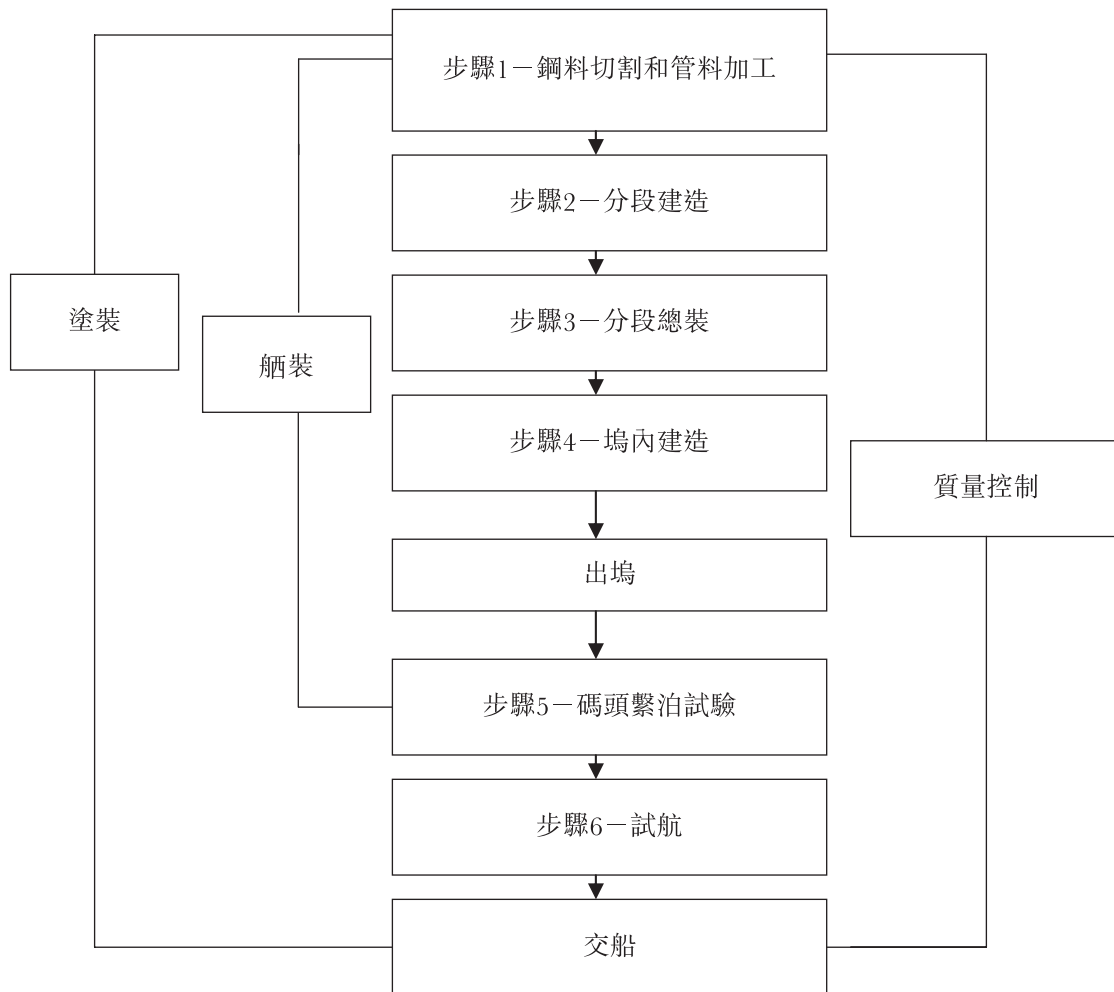 步驟1－鋼料切割和管料加工
步驟2－分段建造
步驟3－分段總裝
塗裝
舾裝
步驟4－塢內建造
質量控制
出塢
步驟5－碼頭繫泊試驗
步驟6－試航
交船